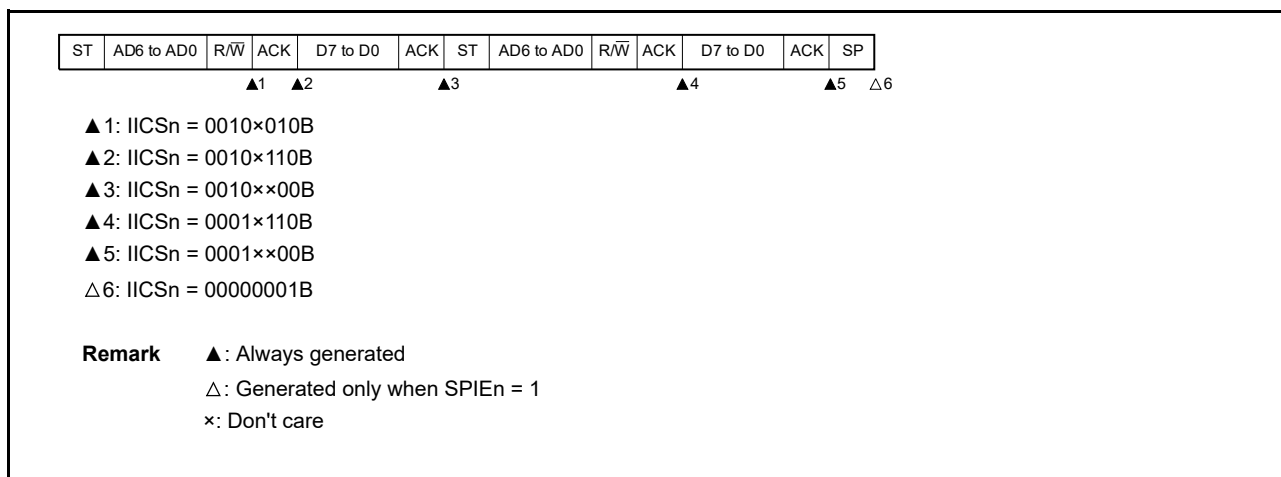 ST AD6 to AD0 R/W̅ ACK D7 to D0 ACK ST AD6 to AD0 R/W̅ ACK D7 to D0 ACK SP
▲1 ▲2 ▲3 ▲4 ▲5 △6
▲1: IICSn = 0010×010B
▲2: IICSn = 0010×110B
▲3: IICSn = 0010××00B
▲4: IICSn = 0001×110B
▲5: IICSn = 0001××00B
△6: IICSn = 00000001B
Remark ▲: Always generated
△: Generated only when SPIEn = 1
×: Don't care